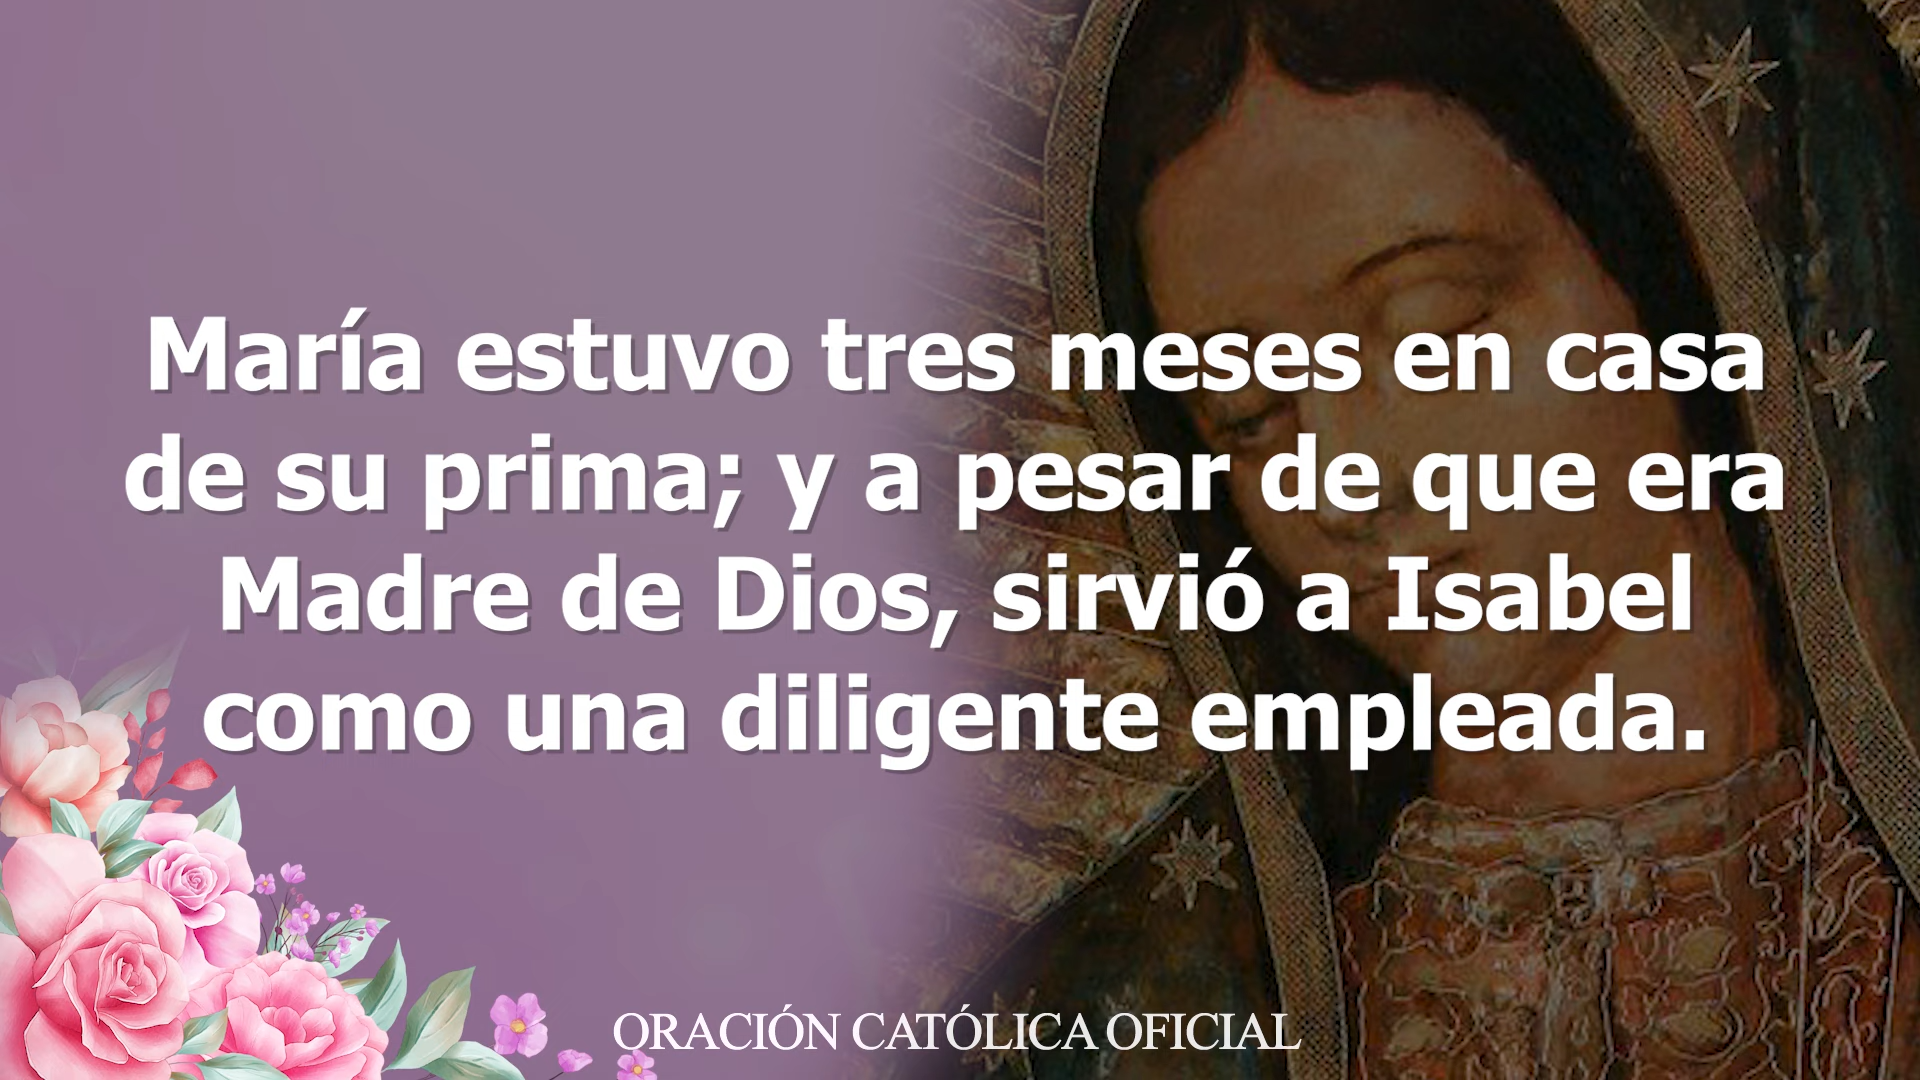 María estuvo tres meses en casa
de su prima; y a pesar de que era
Madre de Dios, sirvió a Isabel
como una diligente empleada.
ORACIÓN CATÓLICA OFICIAL